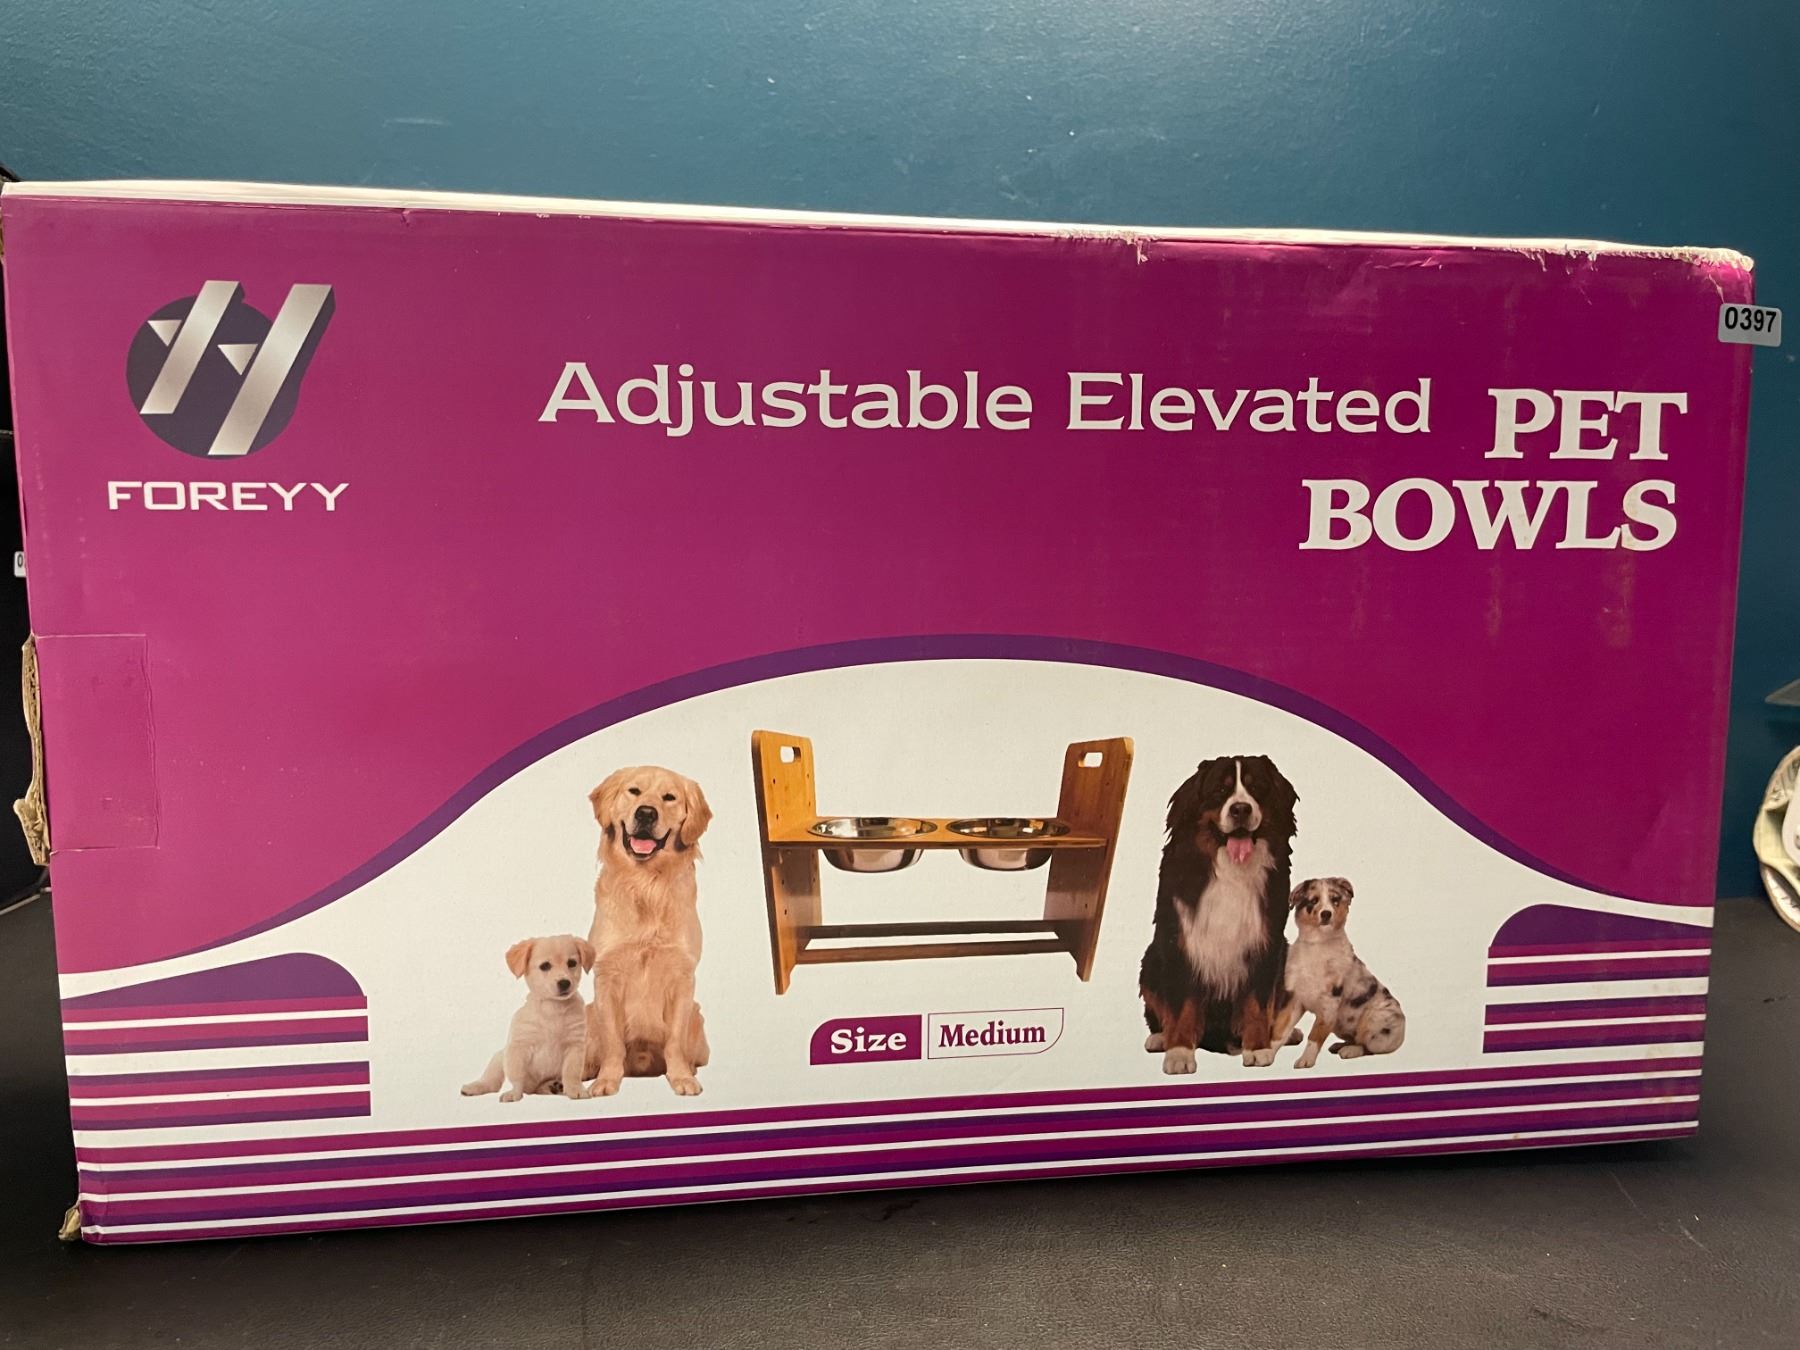 0397
Adjustable Elevated PET
BOWLS
FOREYY
Size Medium